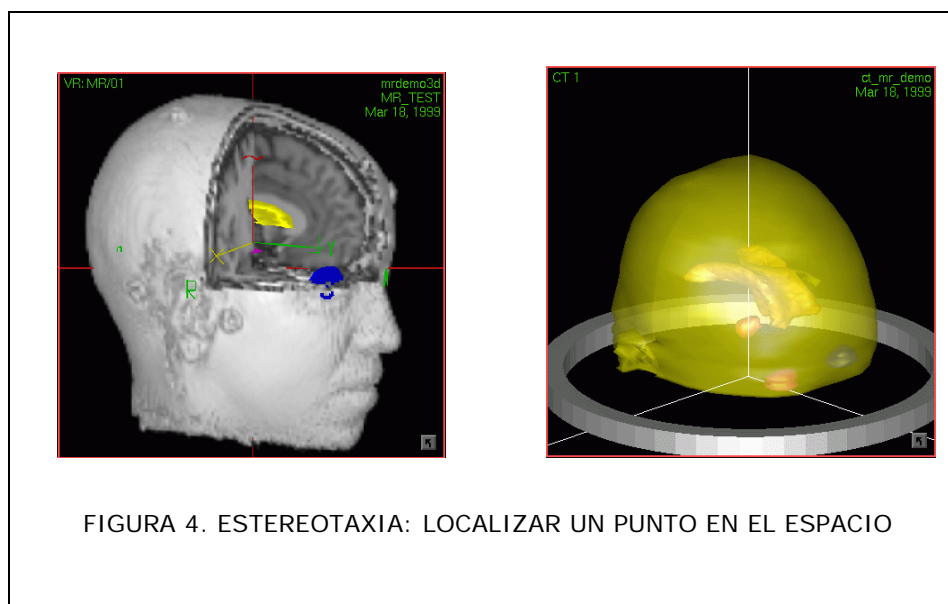 VR: MR/01
mrdemo3d
MR_TEST
Mar 18, 1999
X
Y
R
CT 1
ct_mr_demo
Mar 18, 1999
FIGURA 4. ESTEREOTAXIA: LOCALIZAR UN PUNTO EN EL ESPACIO